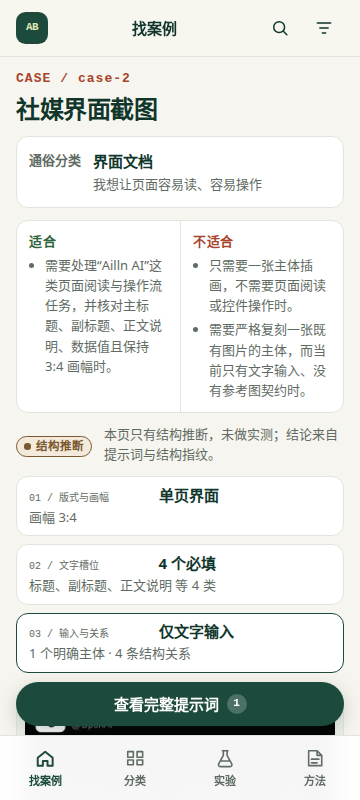 AB
找案例
CASE / case-2
社媒界面截图
通俗分类
界面文档
我想让页面容易读、容易操作
适合
需要处理“Ailln AI”这
类页面阅读与操作流
任务，并核对主标
题、副标题、正文说
明、数据值且保持
3:4 画幅时。
不适合
只需要一张主体插
画，不需要页面阅读
或控件操作时。
需要严格复刻一张既
有图片的主体，而当
前只有文字输入、没
有参考图契约时。
结构推断
本页只有结构推断，未做实测；结论来自
提示词与结构指纹。
01 / 版式与画幅
单页界面
画幅 3:4
02 / 文字槽位
4 个必填
标题、副标题、正文说明 等 4 类
03 / 输入与关系
仅文字输入
1 个明确主体 · 4 条结构关系
查看完整提示词 1
找案例
分类
实验
方法